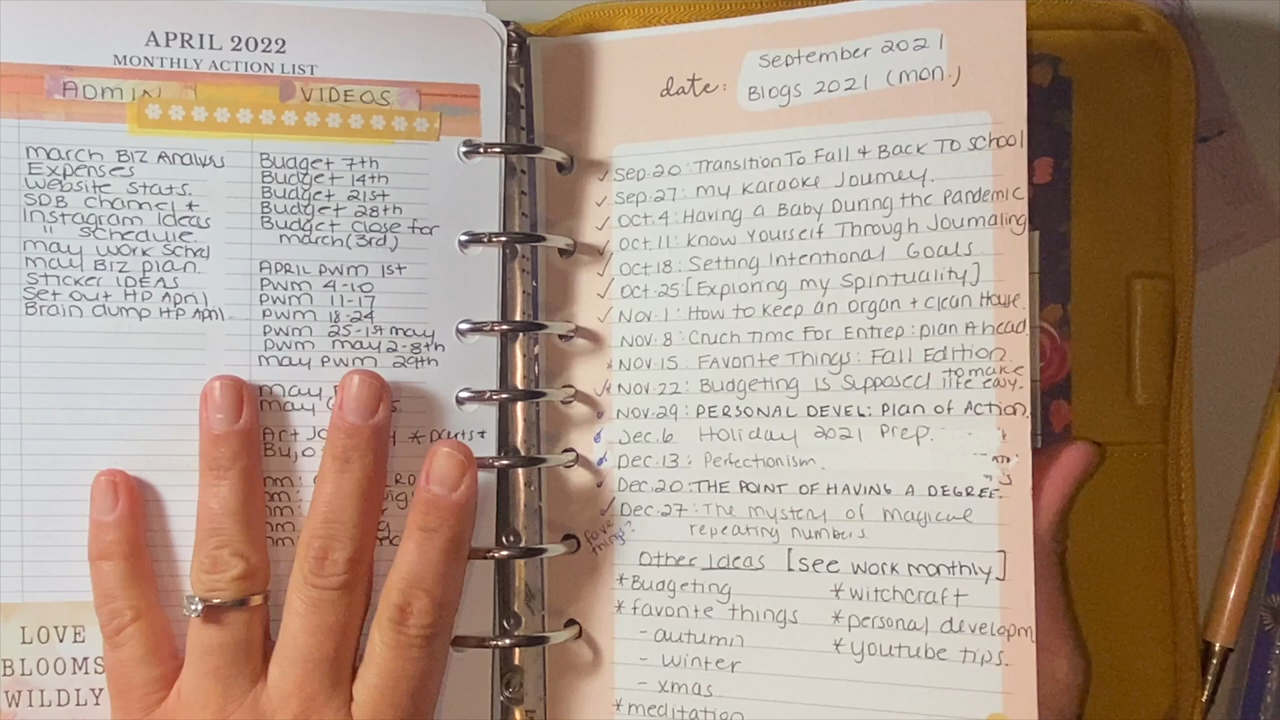 APRIL 2022
MONTHLY ACTION LIST
ADMIN
march BIZ Analysis
Expenses
website stats.
SDB channel *
Instagram Ideas
" schedule
may work sched
may BIZ plan
STICKER IDEAS
Set out HP April
Brain dump HP April
VIDEOS
Budget 7th
Budget 14th
Budget 21st
Budget 28th
Budget close for
march (3rd)
APRIL PWM 1st
PWM 4-10
PWM 11-17
PWM 18-24
PWM 25-1st may
PWM may 2-8th
may PWM 29th
may
may
Art
BuJo
LOVE
BLOOMS
WILDLY
date: September 2021
Blogs 2021 (mon.)
✓ Sep.20: Transition To Fall + Back To School
✓ Sep.27: my Karaoke Journey.
✓ Oct.4: Having a Baby During the Pandemic
✓ Oct.11: Know Yourself Through Journaling
✓ Oct 18: Setting Intentional Goals.
✓ Oct.25 [Exploring my Spirituality]
✓ Nov.1: How to keep an organ + clean House.
Nov.8: Cruch Time For Entrep: plan Ahead
* Nov.15: Favorite Things: Fall Edition.
* Nov.22: Budgeting is Supposed to make life easy.
Nov.29: PERSONAL DEVEL: Plan of Action.
Dec.6 Holiday 2021 Prep.
Dec.13: Perfectionism.
Dec.20: THE POINT OF HAVING A DEGREE
✓ Dec.27: The mystery of magical
repeating numbers.
fave things?
Other Ideas [see work monthly]
*Budgeting
*favorite things
- autumn
- winter
- xmas
*meditation
*witchcraft
*personal developm
*youtube tips.